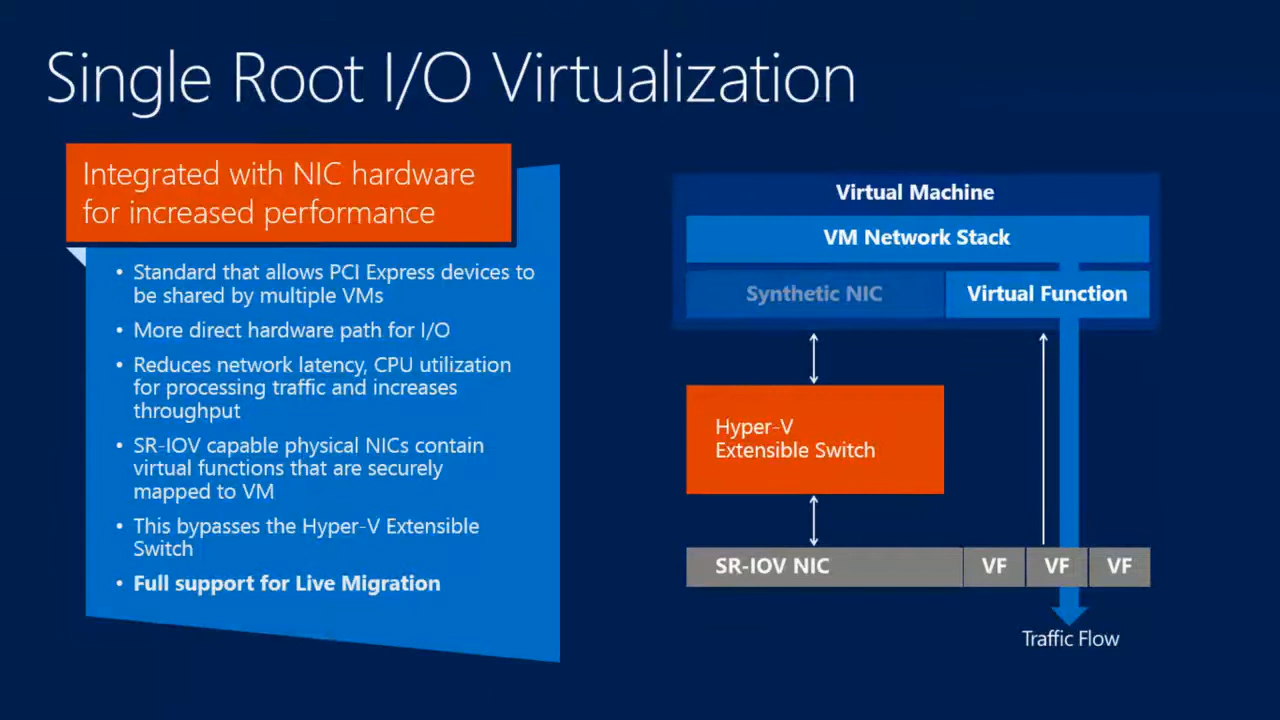 Single Root I/O Virtualization
Integrated with NIC hardware
for increased performance
• Standard that allows PCI Express devices to
be shared by multiple VMs
• More direct hardware path for I/O
• Reduces network latency, CPU utilization
for processing traffic and increases
throughput
• SR-IOV capable physical NICs contain
virtual functions that are securely
mapped to VM
• This bypasses the Hyper-V Extensible
Switch
• Full support for Live Migration
Virtual Machine
VM Network Stack
Synthetic NIC
Virtual Function
Hyper-V
Extensible Switch
SR-IOV NIC
VF
VF
VF
Traffic Flow